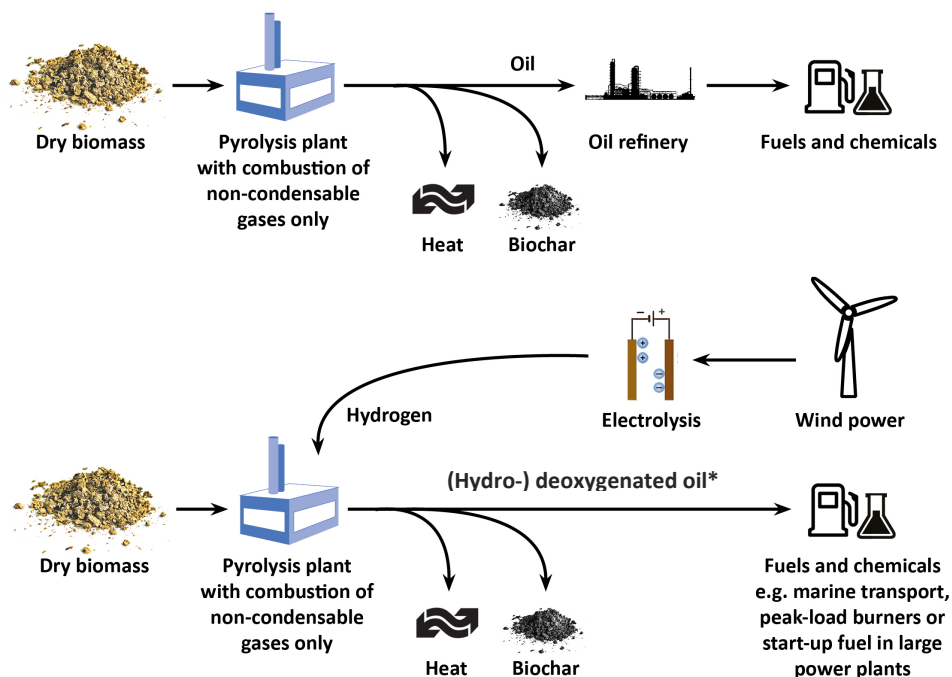 Oil
Dry biomass
Pyrolysis plant
with combustion of
non-condensable
gases only
Oil refinery
Fuels and chemicals
Heat
Biochar
− +
+
+
−
−
Hydrogen
Electrolysis
Wind power
(Hydro-) deoxygenated oil*
Dry biomass
Pyrolysis plant
with combustion of
non-condensable
gases only
Fuels and chemicals
e.g. marine transport,
peak-load burners or
start-up fuel in large
power plants
Heat
Biochar